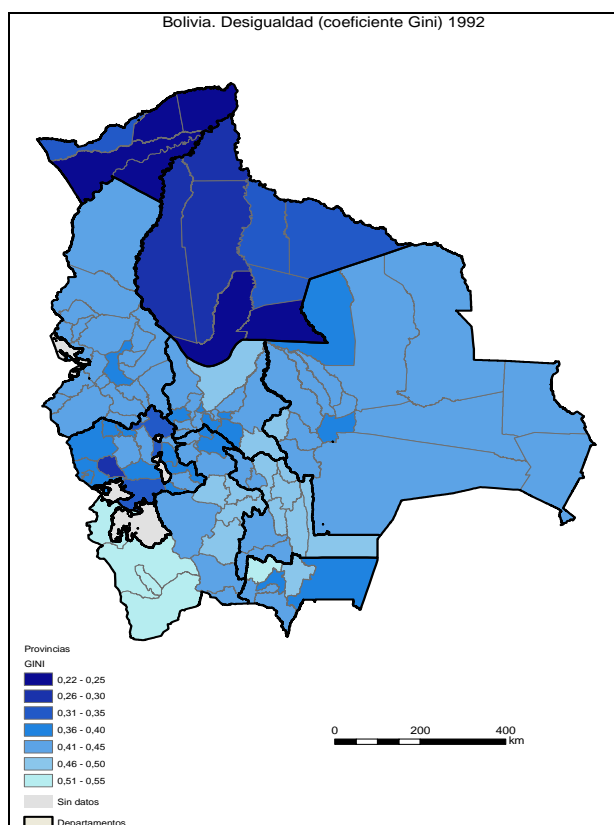 Bolivia. Desigualdad (coeficiente Gini) 1992
Provincias
GINI
0,22 - 0,25
0,26 - 0,30
0,31 - 0,35
0,36 - 0,40
0,41 - 0,45
0,46 - 0,50
0,51 - 0,55
Sin datos
Departamentos
0 200 400
km